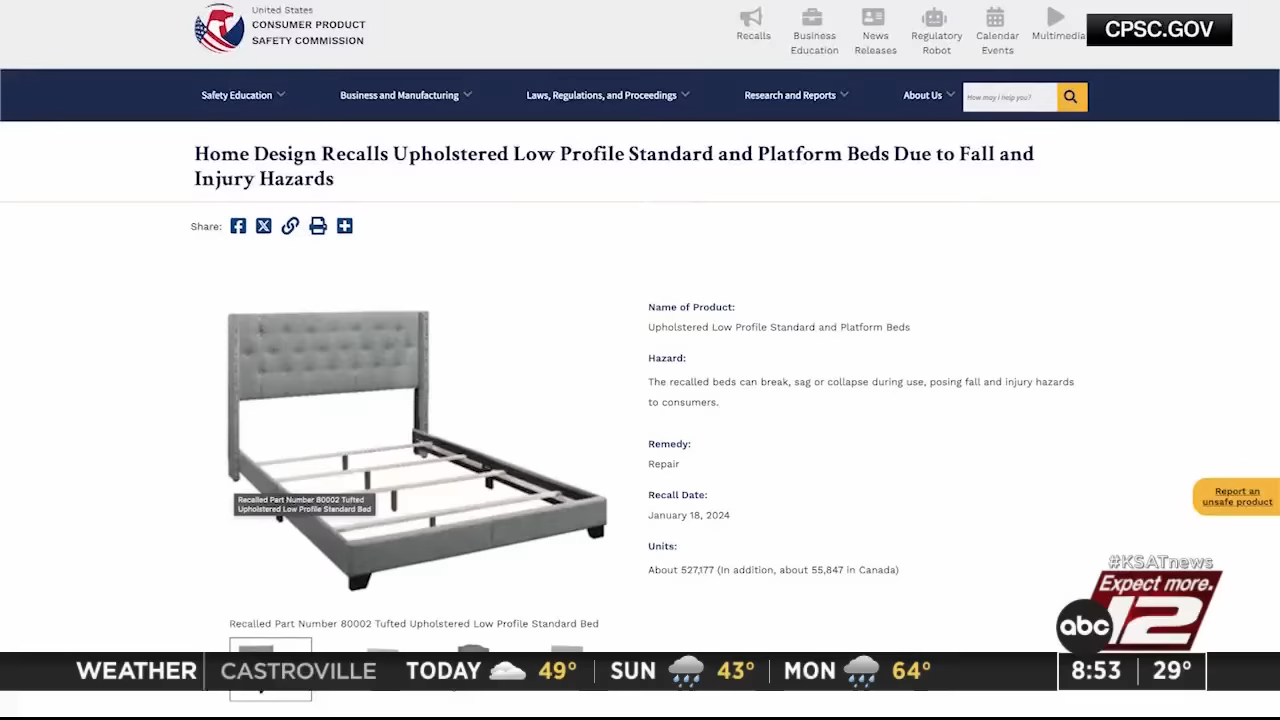 United States
CONSUMER PRODUCT
SAFETY COMMISSION
Recalls
Business
Education
News
Releases
Regulatory
Robot
Calendar
Events
Multimedia
CPSC.GOV
Safety Education
Business and Manufacturing
Laws, Regulations, and Proceedings
Research and Reports
About Us
How may I help you?
Home Design Recalls Upholstered Low Profile Standard and Platform Beds Due to Fall and
Injury Hazards
Share:
Name of Product:
Upholstered Low Profile Standard and Platform Beds
Hazard:
The recalled beds can break, sag or collapse during use, posing fall and injury hazards
to consumers.
Remedy:
Repair
Recall Date:
January 18, 2024
Units:
About 527,177 (In addition, about 55,847 in Canada)
Recalled Part Number 80002 Tufted
Upholstered Low Profile Standard Bed
Report an
unsafe product
Recalled Part Number 80002 Tufted Upholstered Low Profile Standard Bed
#KSATnews
Expect more.
abc 12
WEATHER CASTROVILLE TODAY 49° SUN 43° MON 64° 8:53 29°